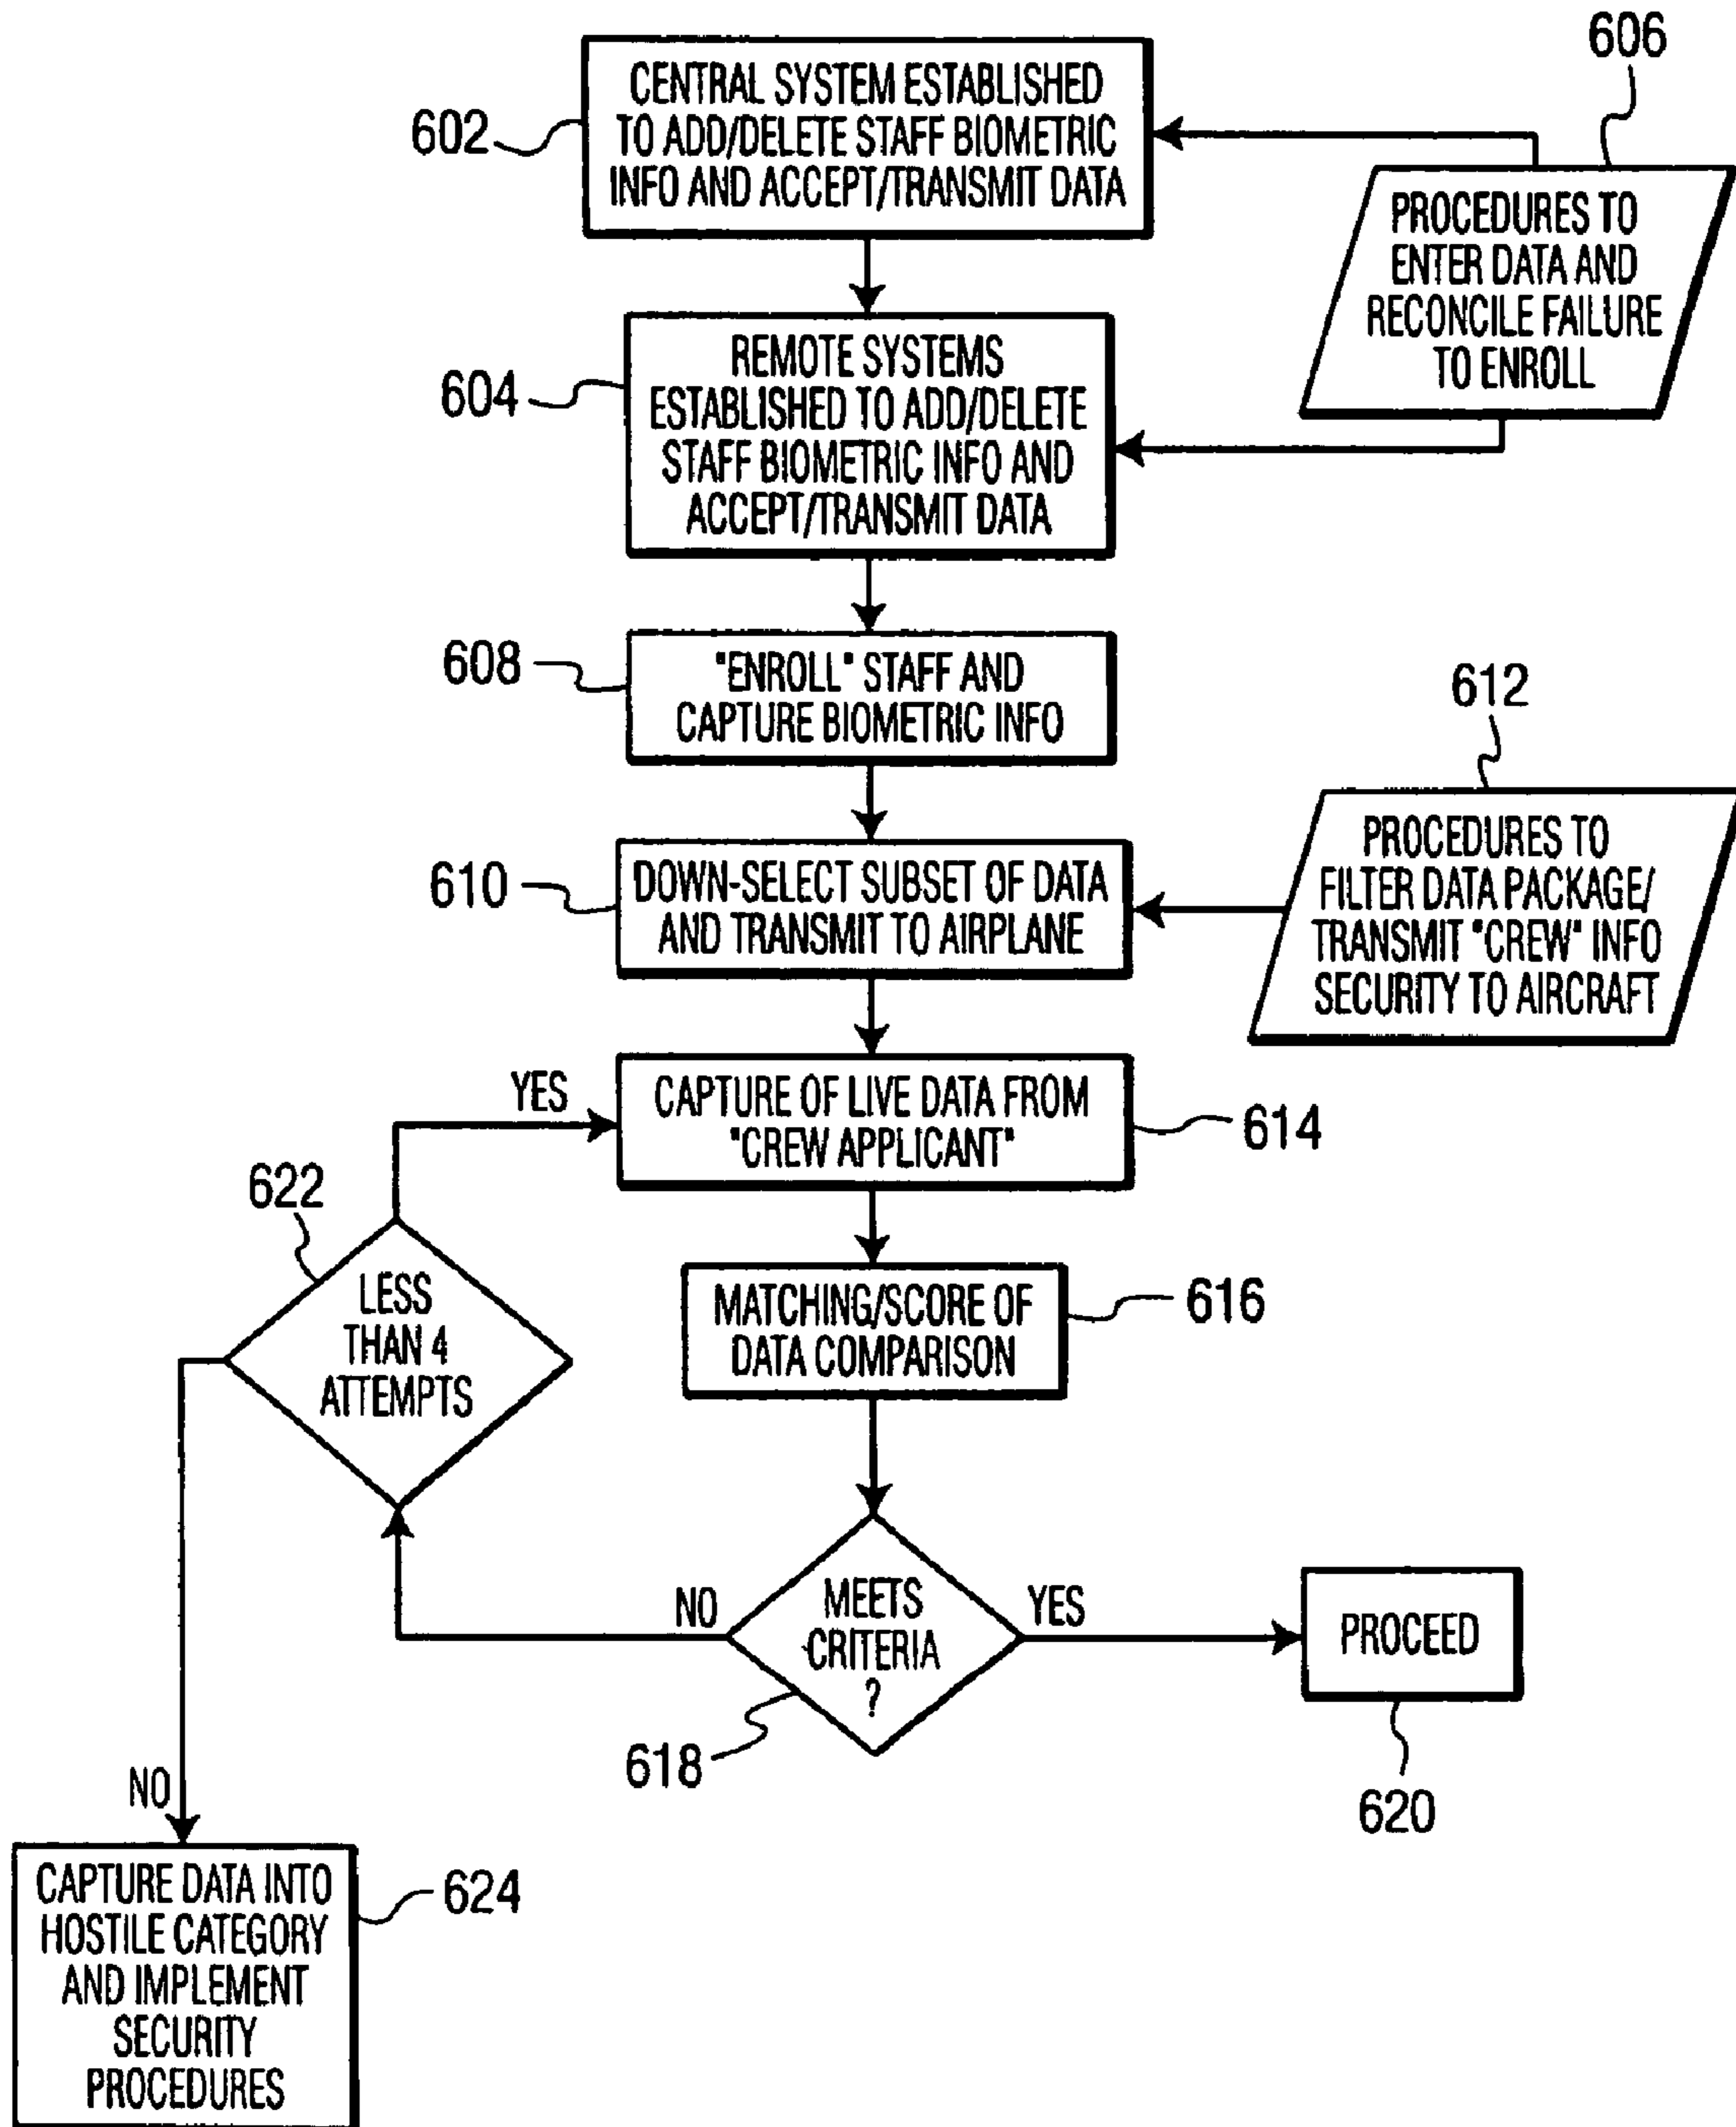 606
CENTRAL SYSTEM ESTABLISHED
TO ADD/DELETE STAFF BIOMETRIC
INFO AND ACCEPT/TRANSMIT DATA
602
PROCEDURES TO
ENTER DATA AND
RECONCILE FAILURE
TO ENROLL
REMOTE SYSTEMS
ESTABLISHED TO ADD/DELETE
STAFF BIOMETRIC INFO AND
ACCEPT/TRANSMIT DATA
604
"ENROLL" STAFF AND
CAPTURE BIOMETRIC INFO
608
612
DOWN-SELECT SUBSET OF DATA
AND TRANSMIT TO AIRPLANE
610
PROCEDURES TO
FILTER DATA PACKAGE/
TRANSMIT "CREW" INFO
SECURITY TO AIRCRAFT
YES
CAPTURE OF LIVE DATA FROM
"CREW APPLICANT"
614
622
LESS
THAN 4
ATTEMPTS
MATCHING/SCORE OF
DATA COMPARISON
616
NO
MEETS
CRITERIA
?
YES
PROCEED
618
620
NO
CAPTURE DATA INTO
HOSTILE CATEGORY
AND IMPLEMENT
SECURITY
PROCEDURES
624